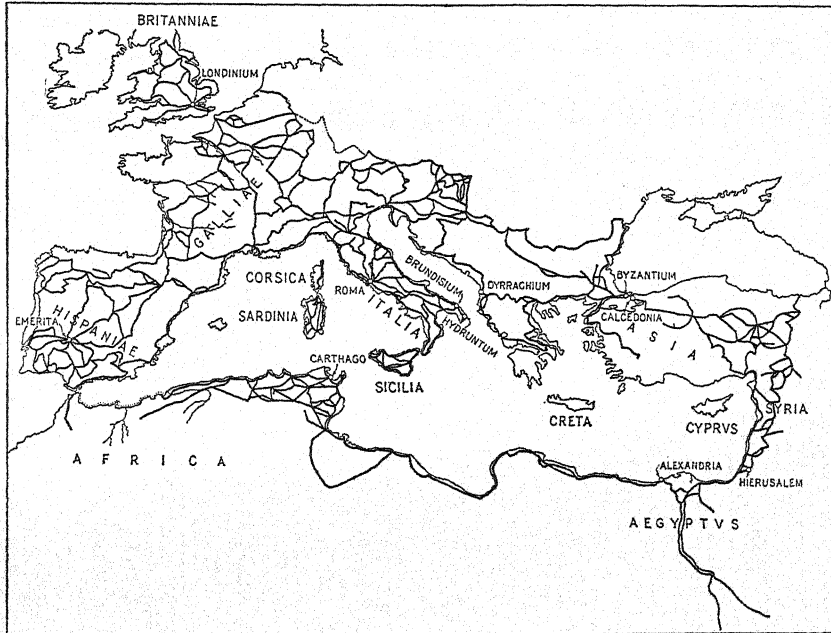 BRITANNIAE
LONDINIUM
GALLIAE
CORSICA
BRUNDISIUM
DYRRACHIUM
BYZANTIUM
ROMA
ITALIA
SARDINIA
HISPANIAE
EMERITA
HYDRUNTUM
CALCEDONIA
ASIA
CARTHAGO
SICILIA
CRETA
CYPRVS
SYRIA
AFRICA
ALEXANDRIA
HIERUSALEM
AEGYPTVS